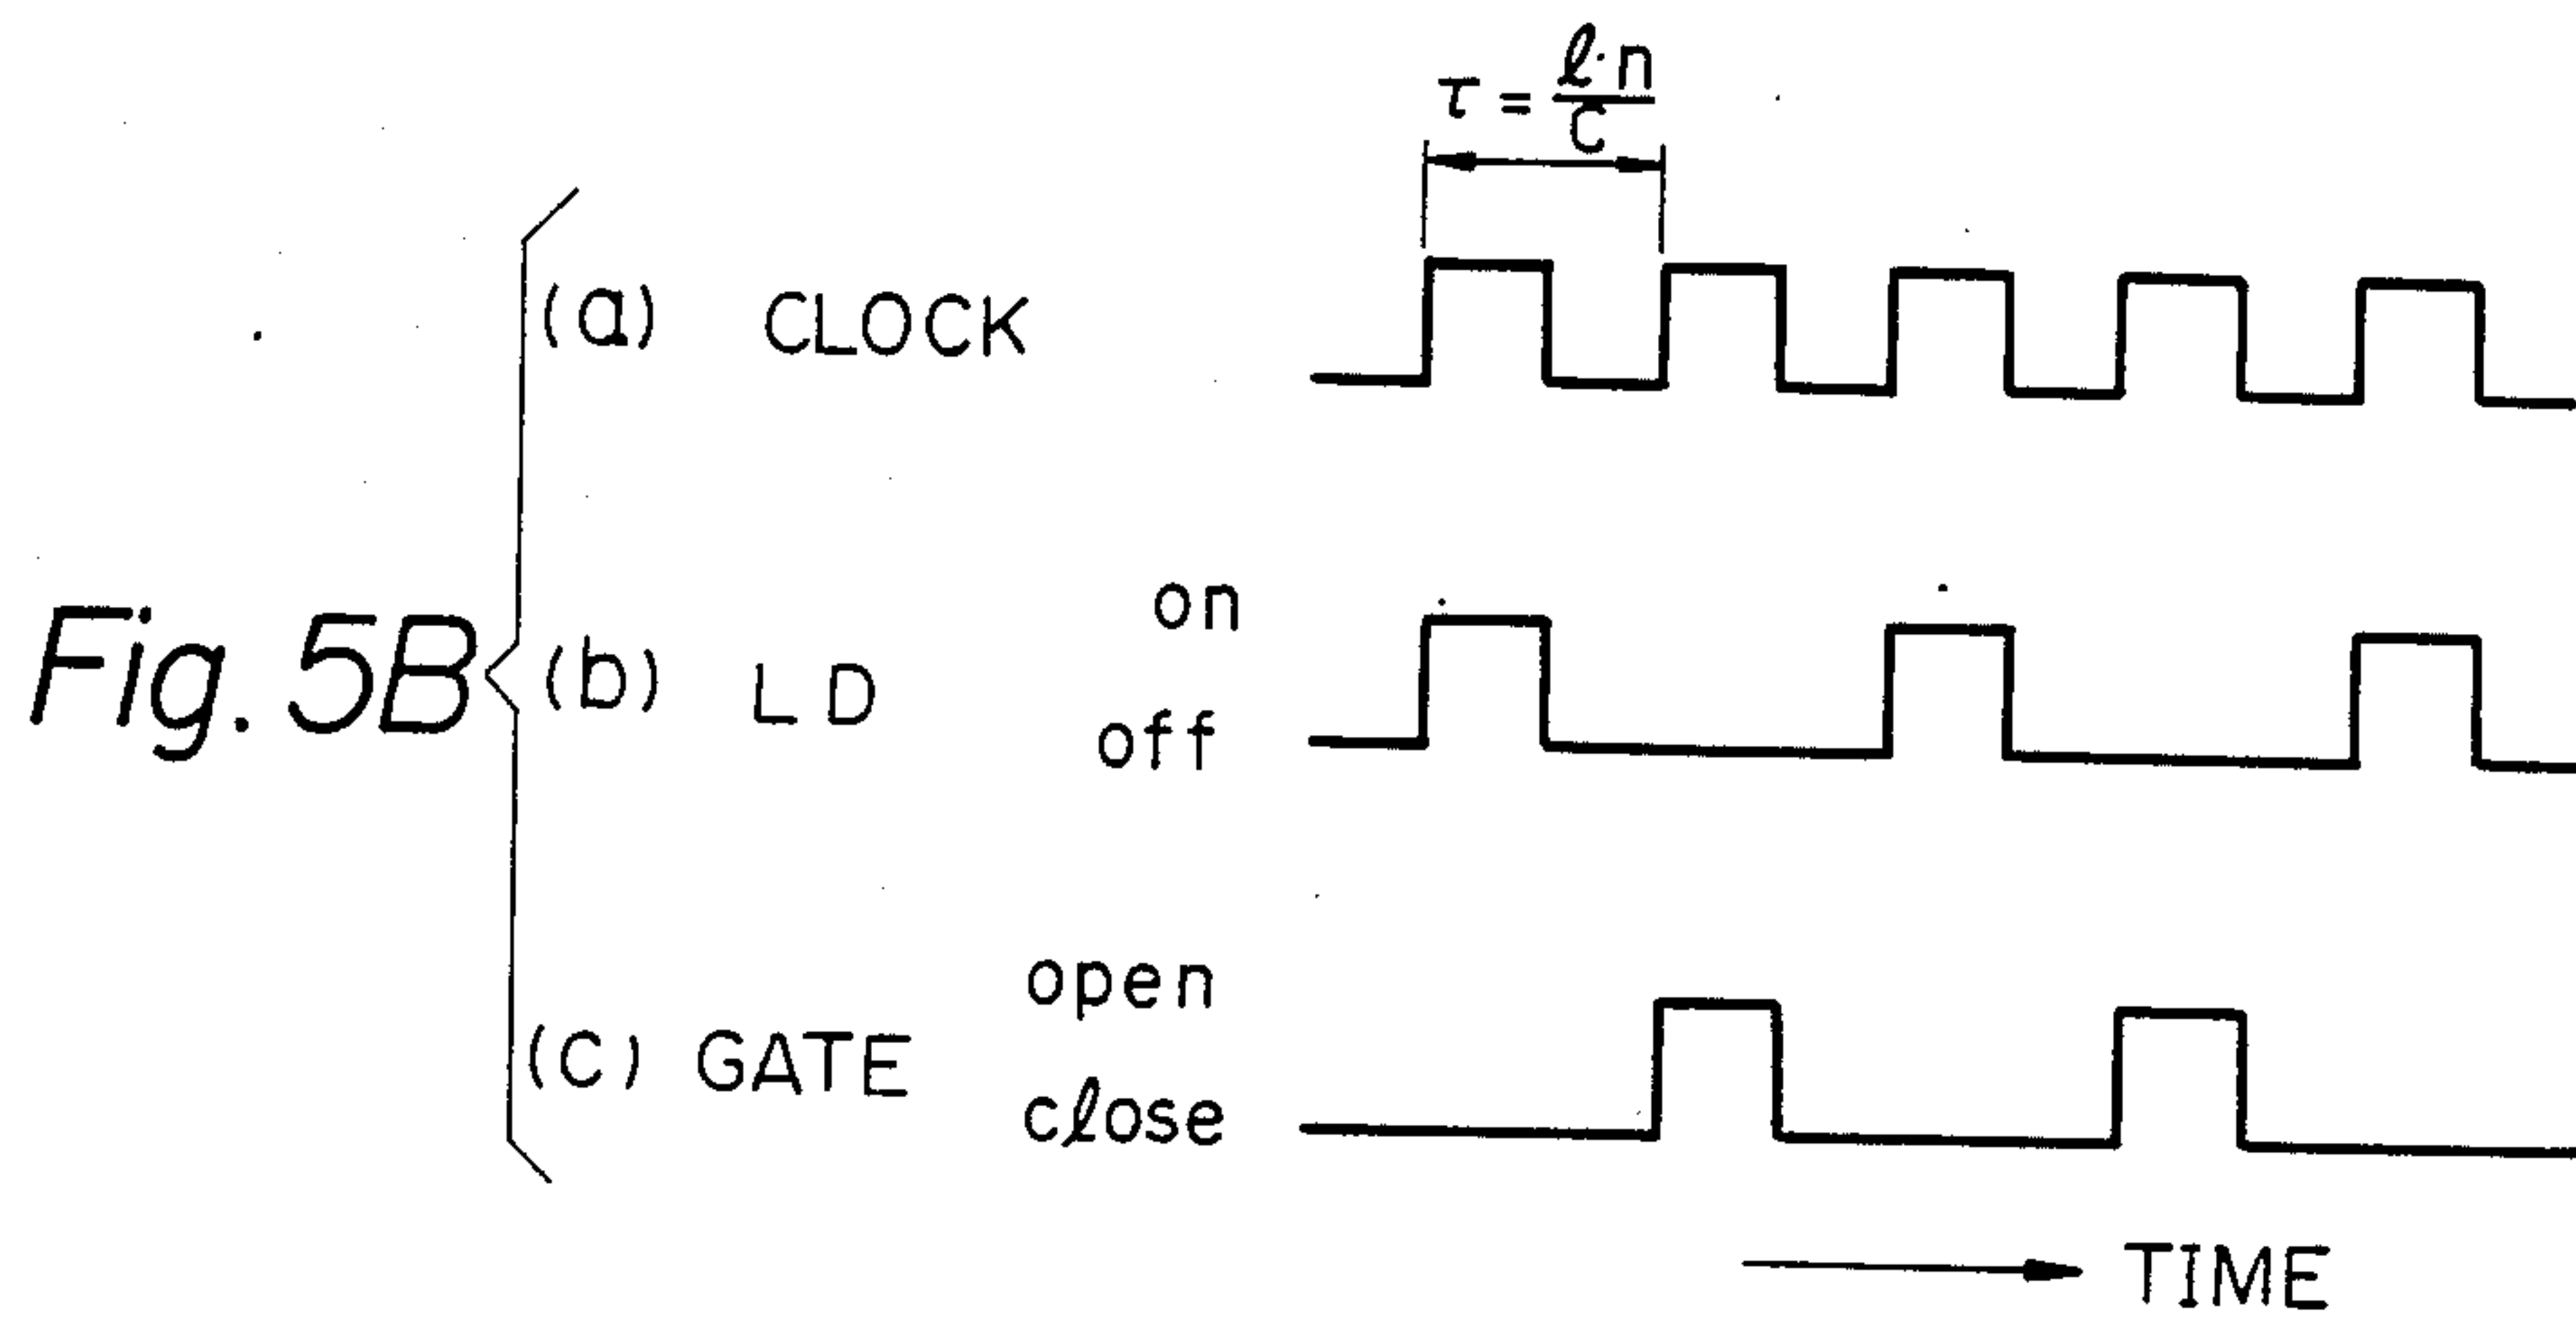 τ = ℓ·n / C
(a) CLOCK
on
Fig. 5B (b) LD
off
open
(C) GATE
close
TIME